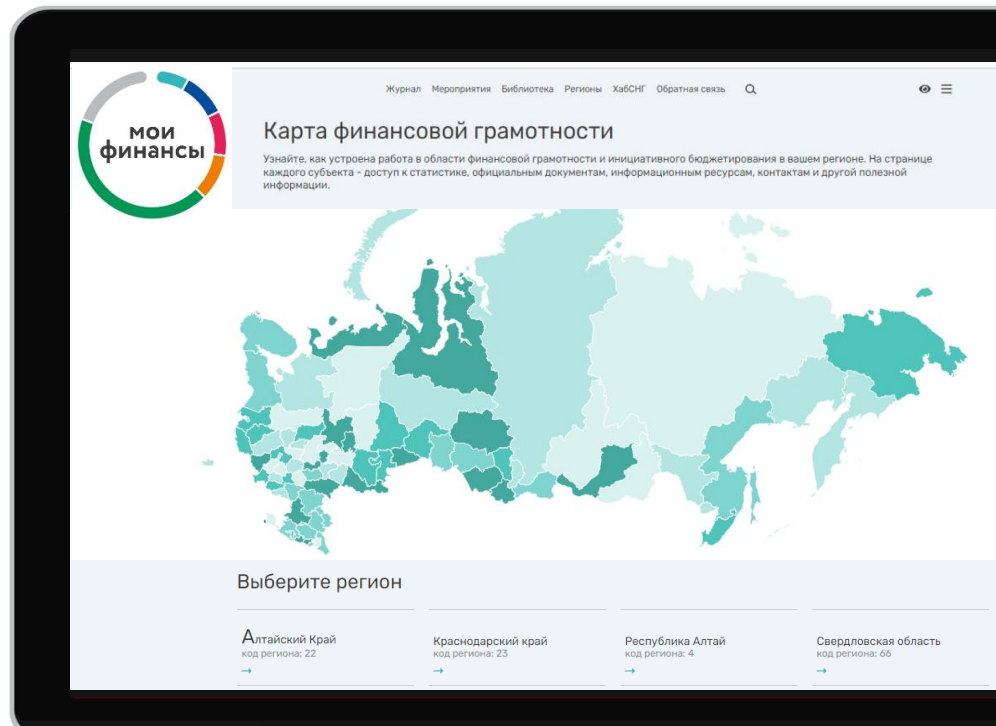 мои
финансы
Журнал Мероприятия Библиотека Регионы ХабСНГ Обратная связь
Карта финансовой грамотности
Узнайте, как устроена работа в области финансовой грамотности и инициативного бюджетирования в вашем регионе. На странице
каждого субъекта - доступ к статистике, официальным документам, информационным ресурсам, контактам и другой полезной
информации.
Выберите регион
Алтайский Край
код региона: 22
Краснодарский край
код региона: 23
Республика Алтай
код региона: 4
Свердловская область
код региона: 66